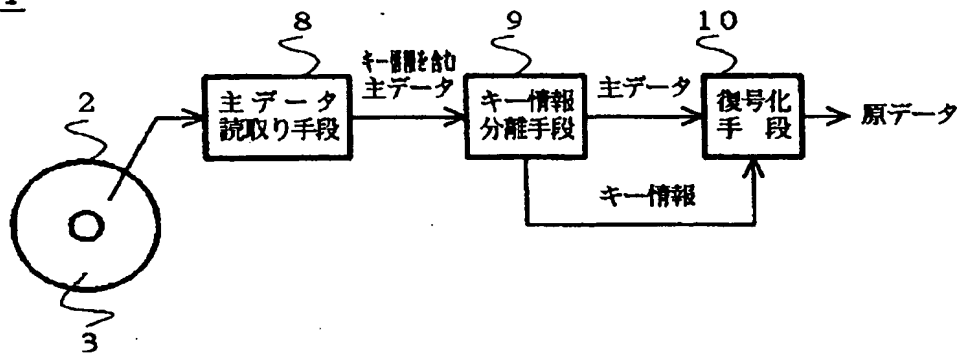 8
9
10
キー情報を含む
主データ
主データ
2
主データ
読取り手段
キー情報
分離手段
復号化
手 段
原データ
キー情報
3